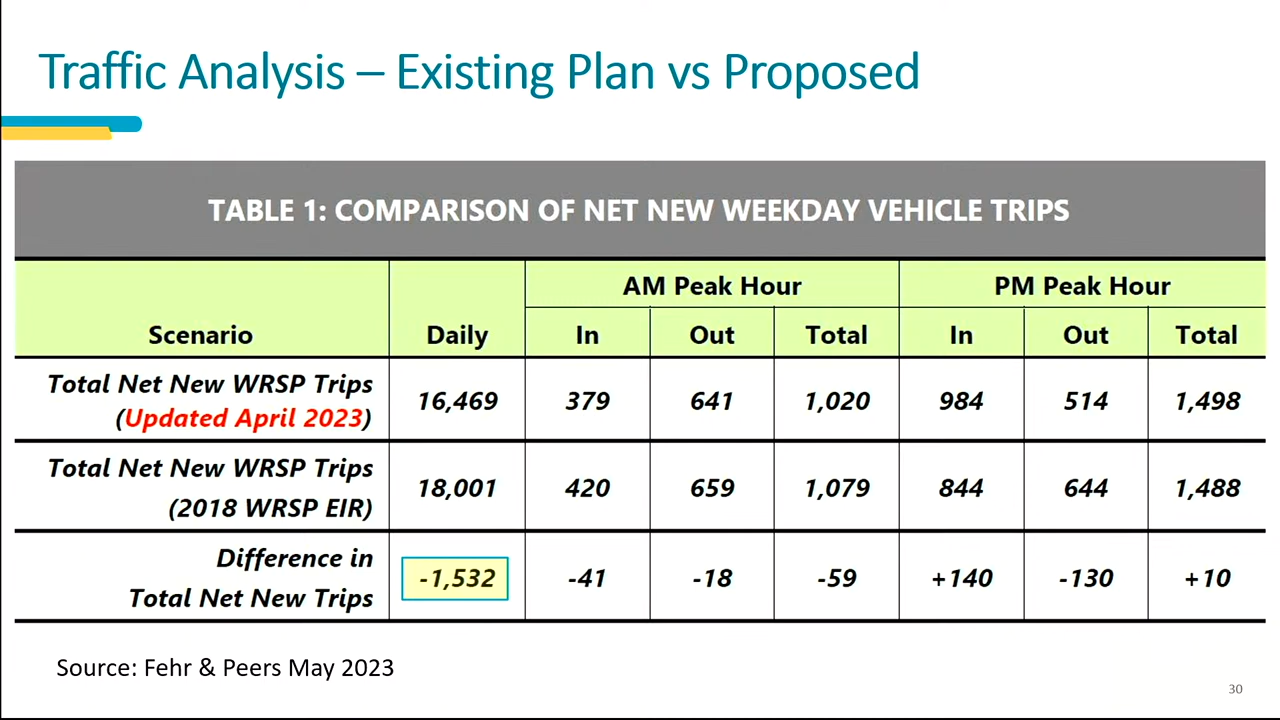 Traffic Analysis – Existing Plan vs Proposed
TABLE 1: COMPARISON OF NET NEW WEEKDAY VEHICLE TRIPS
AM Peak Hour PM Peak Hour
Scenario Daily In Out Total In Out Total
Total Net New WRSP Trips
(Updated April 2023) 16,469 379 641 1,020 984 514 1,498
Total Net New WRSP Trips
(2018 WRSP EIR) 18,001 420 659 1,079 844 644 1,488
Difference in
Total Net New Trips -1,532 -41 -18 -59 +140 -130 +10
Source: Fehr & Peers May 2023
30